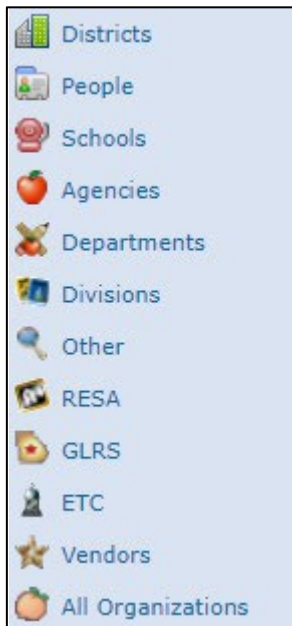 Districts
People
Schools
Agencies
Departments
Divisions
Other
RESA
GLRS
ETC
Vendors
All Organizations